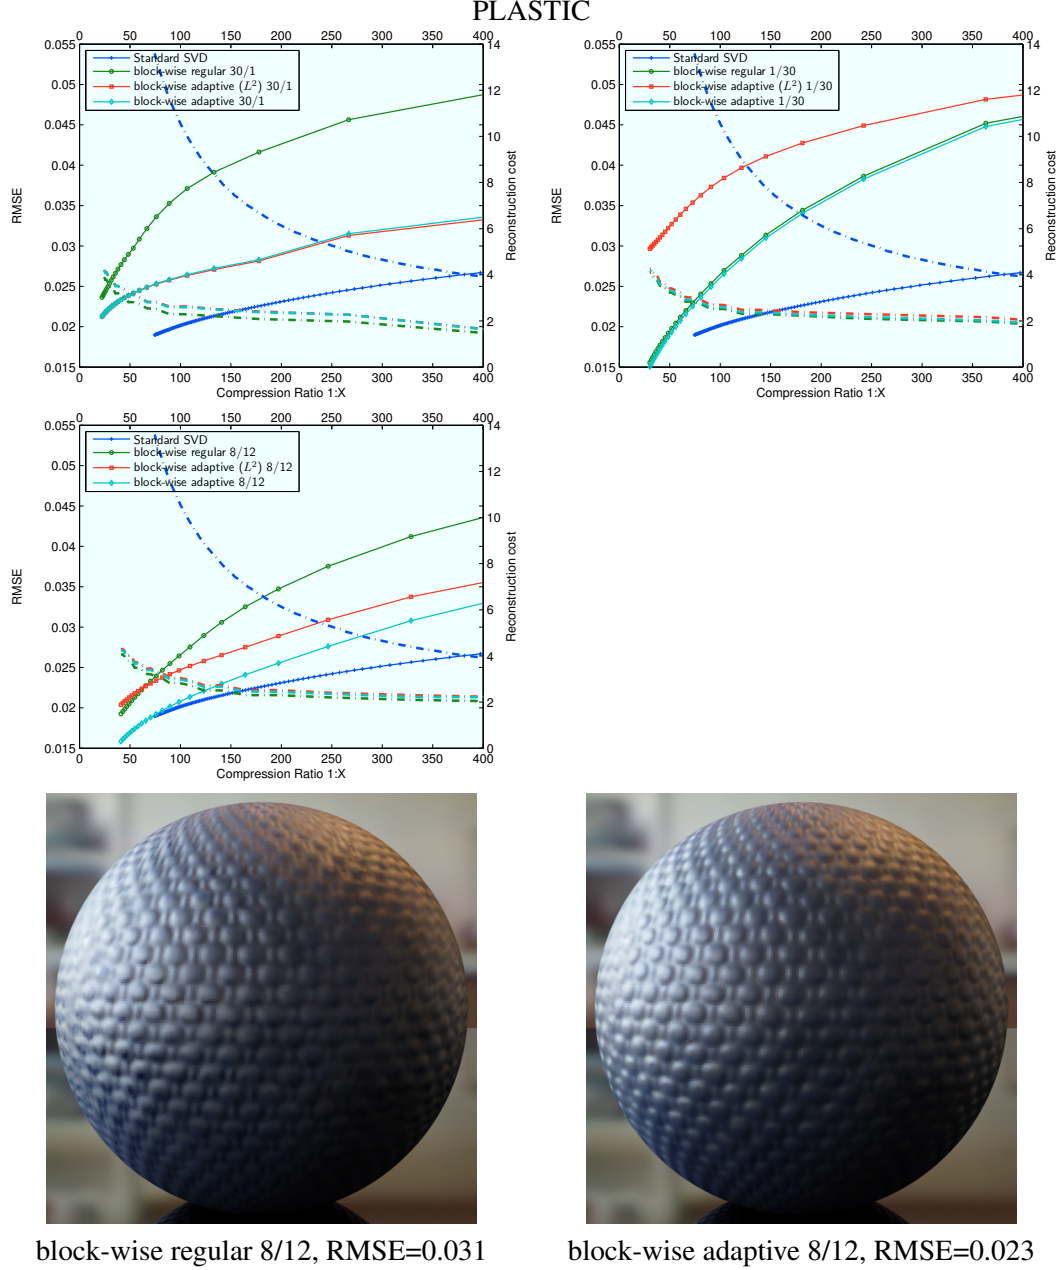 PLASTIC
0 50 100 150 200 250 300 350 400
0.055 0.05 0.045 0.04 0.035 0.03 0.025 0.02 0.015
RMSE
Standard SVD
block-wise regular 30/1
block-wise adaptive (L²) 30/1
block-wise adaptive 30/1
14 12 10 8 6 4 2 0
Reconstruction cost
0 50 100 150 200 250 300 350 400
Compression Ratio 1:X
0 50 100 150 200 250 300 350 400
0.055 0.05 0.045 0.04 0.035 0.03 0.025 0.02 0.015
RMSE
Standard SVD
block-wise regular 1/30
block-wise adaptive (L²) 1/30
block-wise adaptive 1/30
14 12 10 8 6 4 2 0
Reconstruction cost
0 50 100 150 200 250 300 350 400
Compression Ratio 1:X
0 50 100 150 200 250 300 350 400
0.055 0.05 0.045 0.04 0.035 0.03 0.025 0.02 0.015
RMSE
Standard SVD
block-wise regular 8/12
block-wise adaptive (L²) 8/12
block-wise adaptive 8/12
14 12 10 8 6 4 2 0
Reconstruction cost
0 50 100 150 200 250 300 350 400
Compression Ratio 1:X
block-wise regular 8/12, RMSE=0.031
block-wise adaptive 8/12, RMSE=0.023